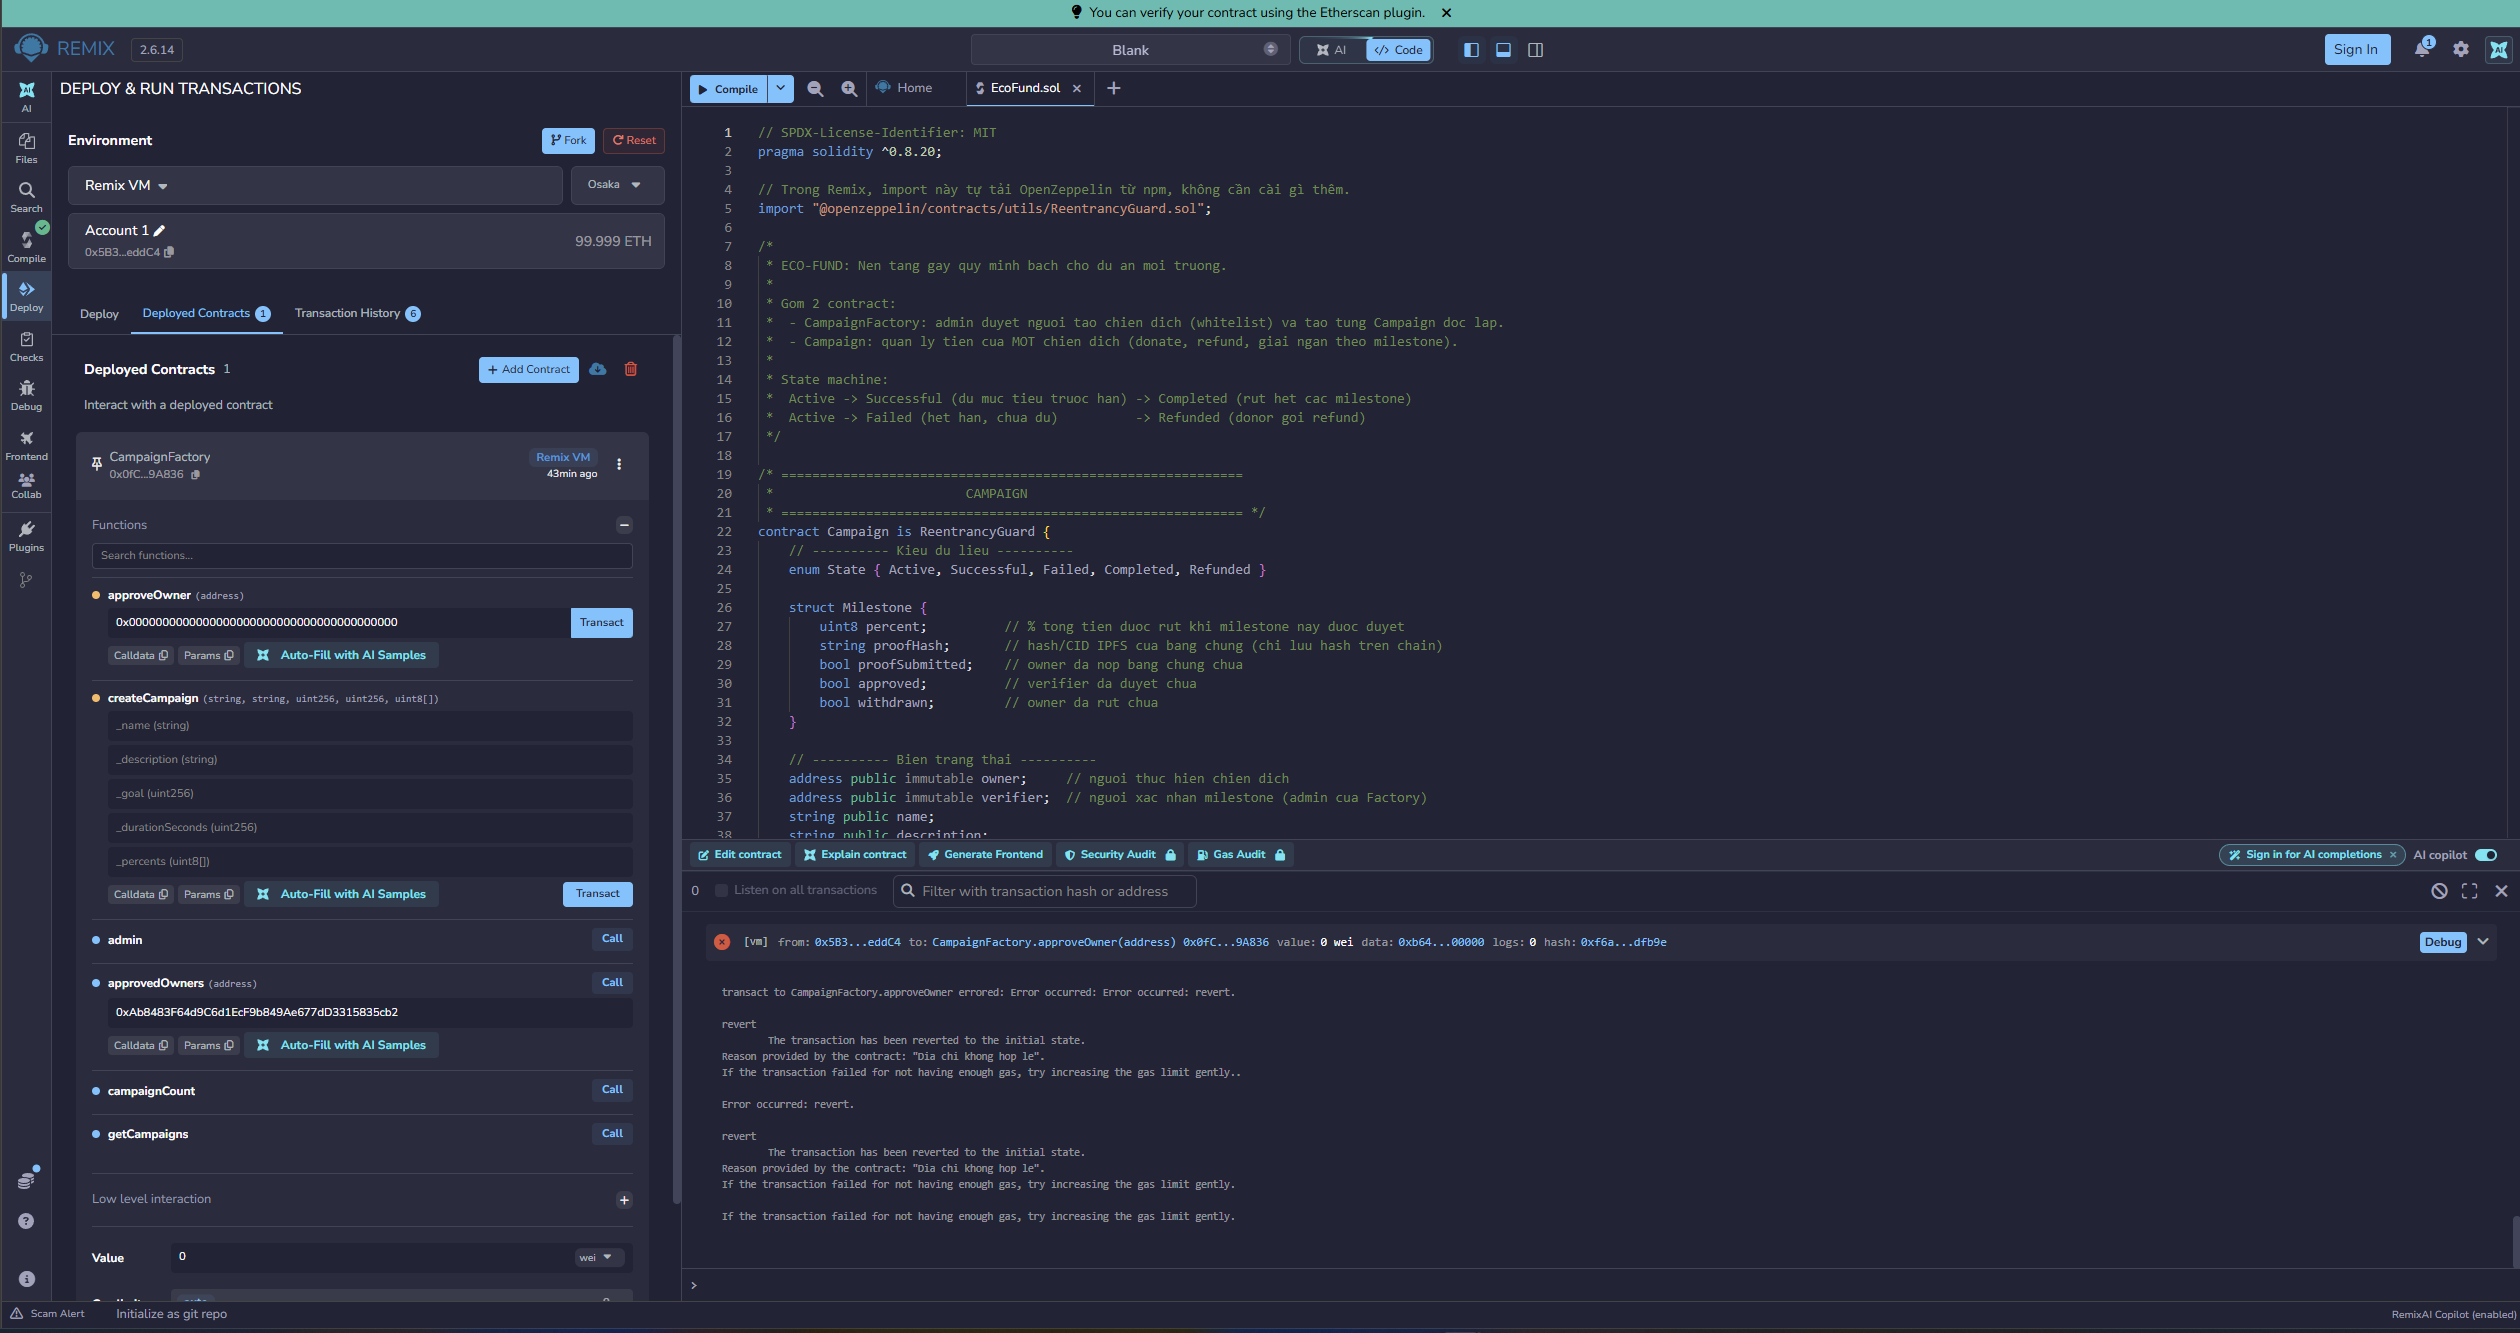 You can verify your contract using the Etherscan plugin.
REMIX 2.6.14
Blank
AI
Code
Sign In
1
DEPLOY & RUN TRANSACTIONS
AI
Files
Search
Compile
Deploy
Checks
Debug
Frontend
Collab
Plugins
Environment
Fork
Reset
Remix VM
Osaka
Account 1
0x5B3...eddC4
99.999 ETH
Deploy
Deployed Contracts 1
Transaction History 6
Deployed Contracts 1
+ Add Contract
Interact with a deployed contract
CampaignFactory
0x0fC...9A836
Remix VM
43min ago
Functions
Search functions...
approveOwner (address)
0x0000000000000000000000000000000000000000
Transact
Calldata
Params
Auto-Fill with AI Samples
createCampaign (string, string, uint256, uint256, uint8[])
_name (string)
_description (string)
_goal (uint256)
_durationSeconds (uint256)
_percents (uint8[])
Calldata
Params
Auto-Fill with AI Samples
Transact
admin
Call
approvedOwners (address)
Call
0xAb8483F64d9C6d1EcF9b849Ae677dD3315835cb2
Calldata
Params
Auto-Fill with AI Samples
campaignCount
Call
getCampaigns
Call
Low level interaction
Value
0
wei
Compile
Home
EcoFund.sol
1 // SPDX-License-Identifier: MIT
2 pragma solidity ^0.8.20;
3
4 // Trong Remix, import này tự tải OpenZeppelin từ npm, không cần cài gì thêm.
5 import "@openzeppelin/contracts/utils/ReentrancyGuard.sol";
6
7 /*
8 * ECO-FUND: Nen tang gay quy minh bach cho du an moi truong.
9 *
10 * Gom 2 contract:
11 * - CampaignFactory: admin duyet nguoi tao chien dich (whitelist) va tao tung Campaign doc lap.
12 * - Campaign: quan ly tien cua MOT chien dich (donate, refund, giai ngan theo milestone).
13 *
14 * State machine:
15 * Active -> Successful (du muc tieu truoc han) -> Completed (rut het cac milestone)
16 * Active -> Failed (het han, chua du) -> Refunded (donor goi refund)
17 */
18
19 /* ============================================================
20 * CAMPAIGN
21 * ============================================================ */
22 contract Campaign is ReentrancyGuard {
23 // ---------- Kieu du lieu ----------
24 enum State { Active, Successful, Failed, Completed, Refunded }
25
26 struct Milestone {
27 uint8 percent; // % tong tien duoc rut khi milestone nay duoc duyet
28 string proofHash; // hash/CID IPFS cua bang chung (chi luu hash tren chain)
29 bool proofSubmitted; // owner da nop bang chung chua
30 bool approved; // verifier da duyet chua
31 bool withdrawn; // owner da rut chua
32 }
33
34 // ---------- Bien trang thai ----------
35 address public immutable owner; // nguoi thuc hien chien dich
36 address public immutable verifier; // nguoi xac nhan milestone (admin cua Factory)
37 string public name;
38 string public description;
Edit contract
Explain contract
Generate Frontend
Security Audit
Gas Audit
Sign in for AI completions ×
AI copilot
0
Listen on all transactions
Filter with transaction hash or address
[vm] from: 0x5B3...eddC4 to: CampaignFactory.approveOwner(address) 0x0fC...9A836 value: 0 wei data: 0xb64...00000 logs: 0 hash: 0xf6a...dfb9e
Debug
transact to CampaignFactory.approveOwner errored: Error occurred: Error occurred: revert.
revert
The transaction has been reverted to the initial state.
Reason provided by the contract: "Dia chi khong hop le".
If the transaction failed for not having enough gas, try increasing the gas limit gently..
Error occurred: revert.
revert
The transaction has been reverted to the initial state.
Reason provided by the contract: "Dia chi khong hop le".
If the transaction failed for not having enough gas, try increasing the gas limit gently.
If the transaction failed for not having enough gas, try increasing the gas limit gently.
>
Scam Alert
Initialize as git repo
RemixAI Copilot (enabled)